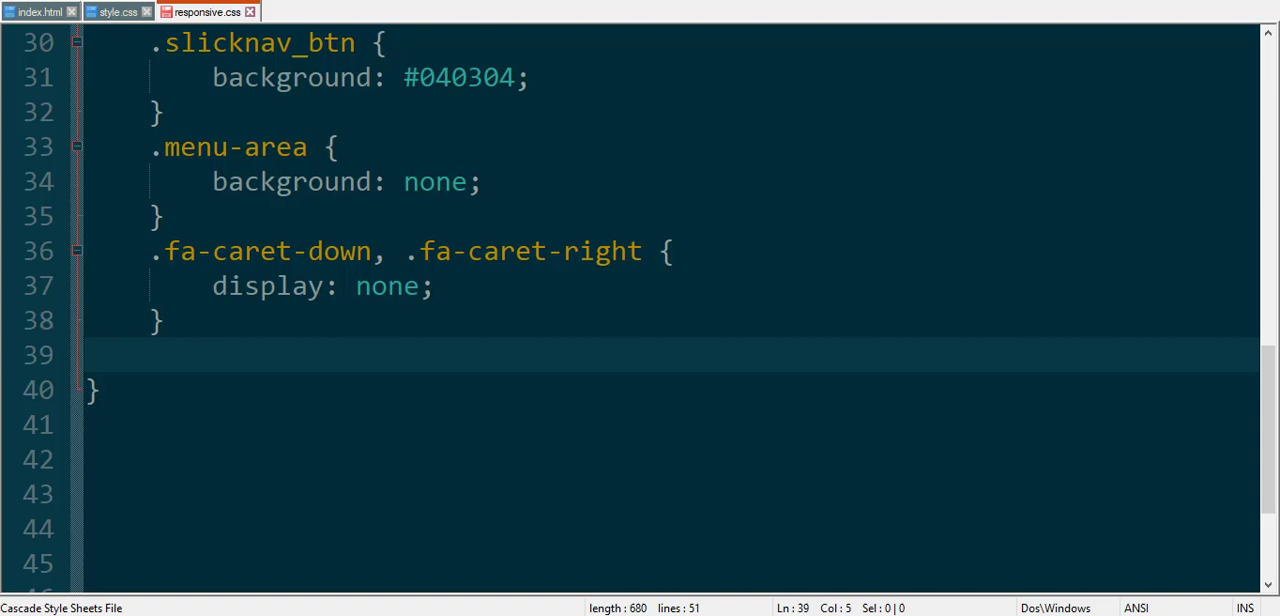 index.html style.css responsive.css
30 .slicknav_btn {
31 background: #040304;
32 }
33 .menu-area {
34 background: none;
35 }
36 .fa-caret-down, .fa-caret-right {
37 display: none;
38 }
39
40 }
41
42
43
44
45
Cascade Style Sheets File length : 680 lines : 51 Ln : 39 Col : 5 Sel : 0 | 0 Dos\Windows ANSI INS